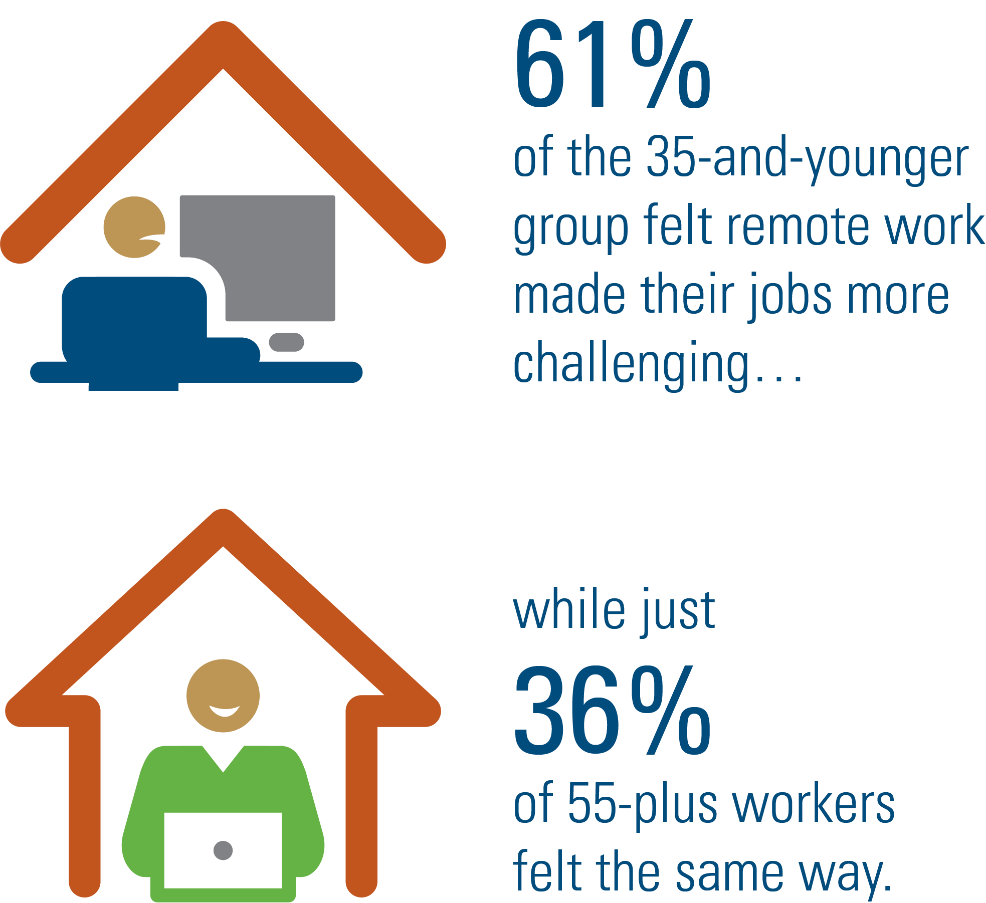 61%
of the 35-and-younger
group felt remote work
made their jobs more
challenging…
while just
36%
of 55-plus workers
felt the same way.